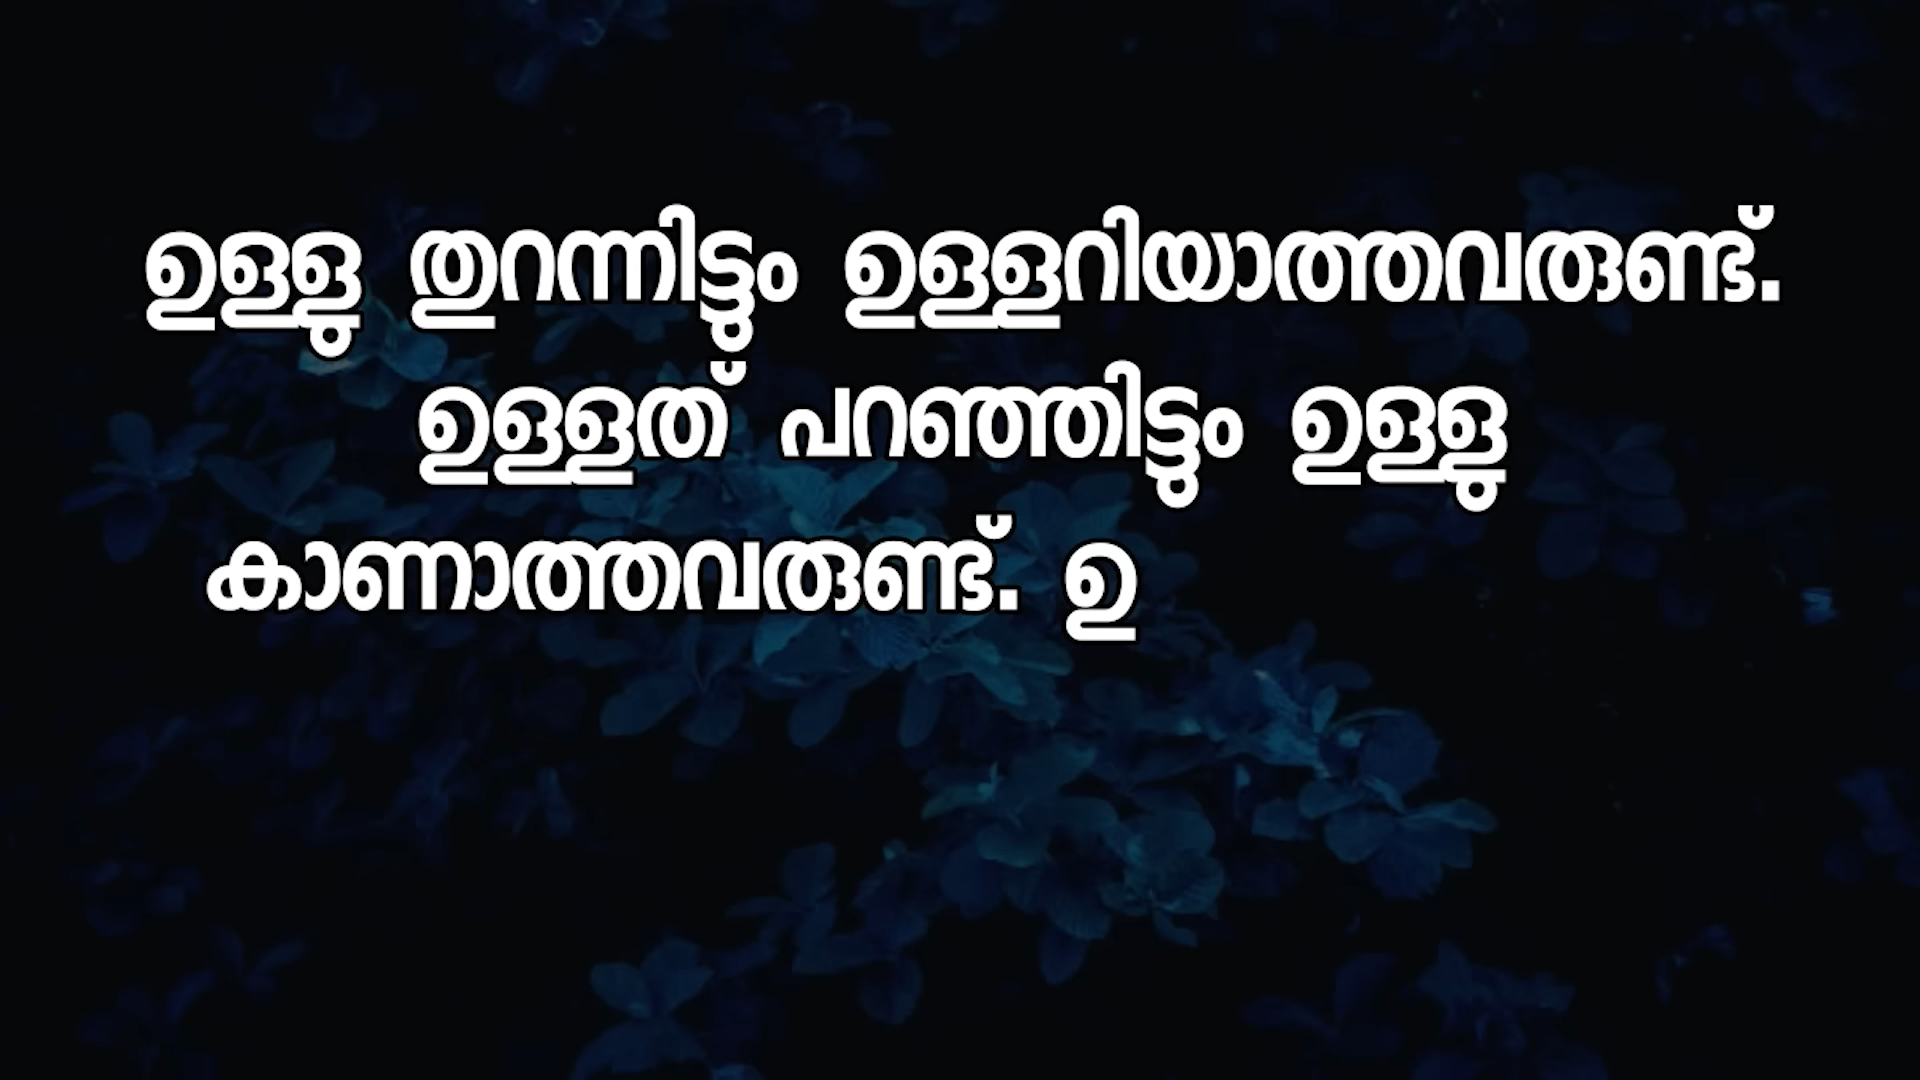 ഉള്ളു തുറന്നിട്ടും ഉള്ളറിയാത്തവരുണ്ട്.
ഉള്ളത് പറഞ്ഞിട്ടും ഉള്ളു
കാണാത്തവരുണ്ട്. ഉ